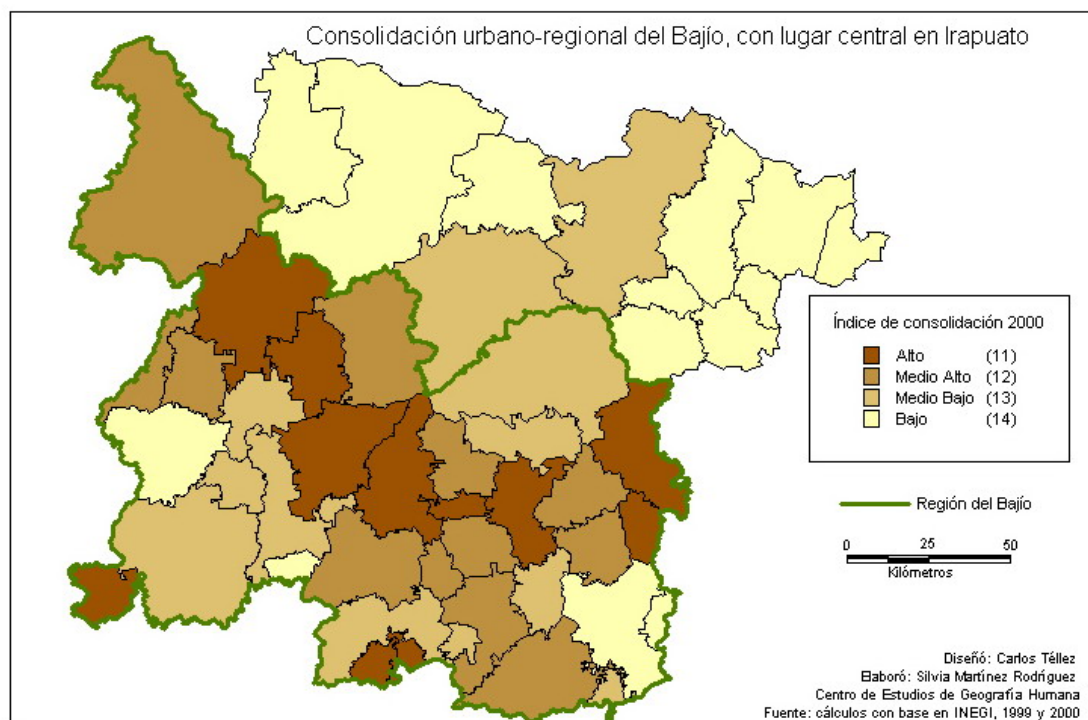 Consolidación urbano-regional del Bajío, con lugar central en Irapuato
Índice de consolidación 2000
Alto (11)
Medio Alto (12)
Medio Bajo (13)
Bajo (14)
Región del Bajío
0 25 50
Kilómetros
Diseñó: Carlos Téllez
Elaboró: Silvia Martínez Rodríguez
Centro de Estudios de Geografía Humana
Fuente: cálculos con base en INEGI, 1999 y 2000